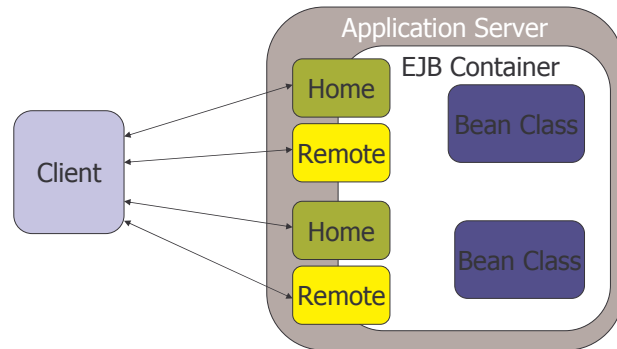 Application Server
EJB Container
Home
Bean Class
Remote
Client
Home
Bean Class
Remote